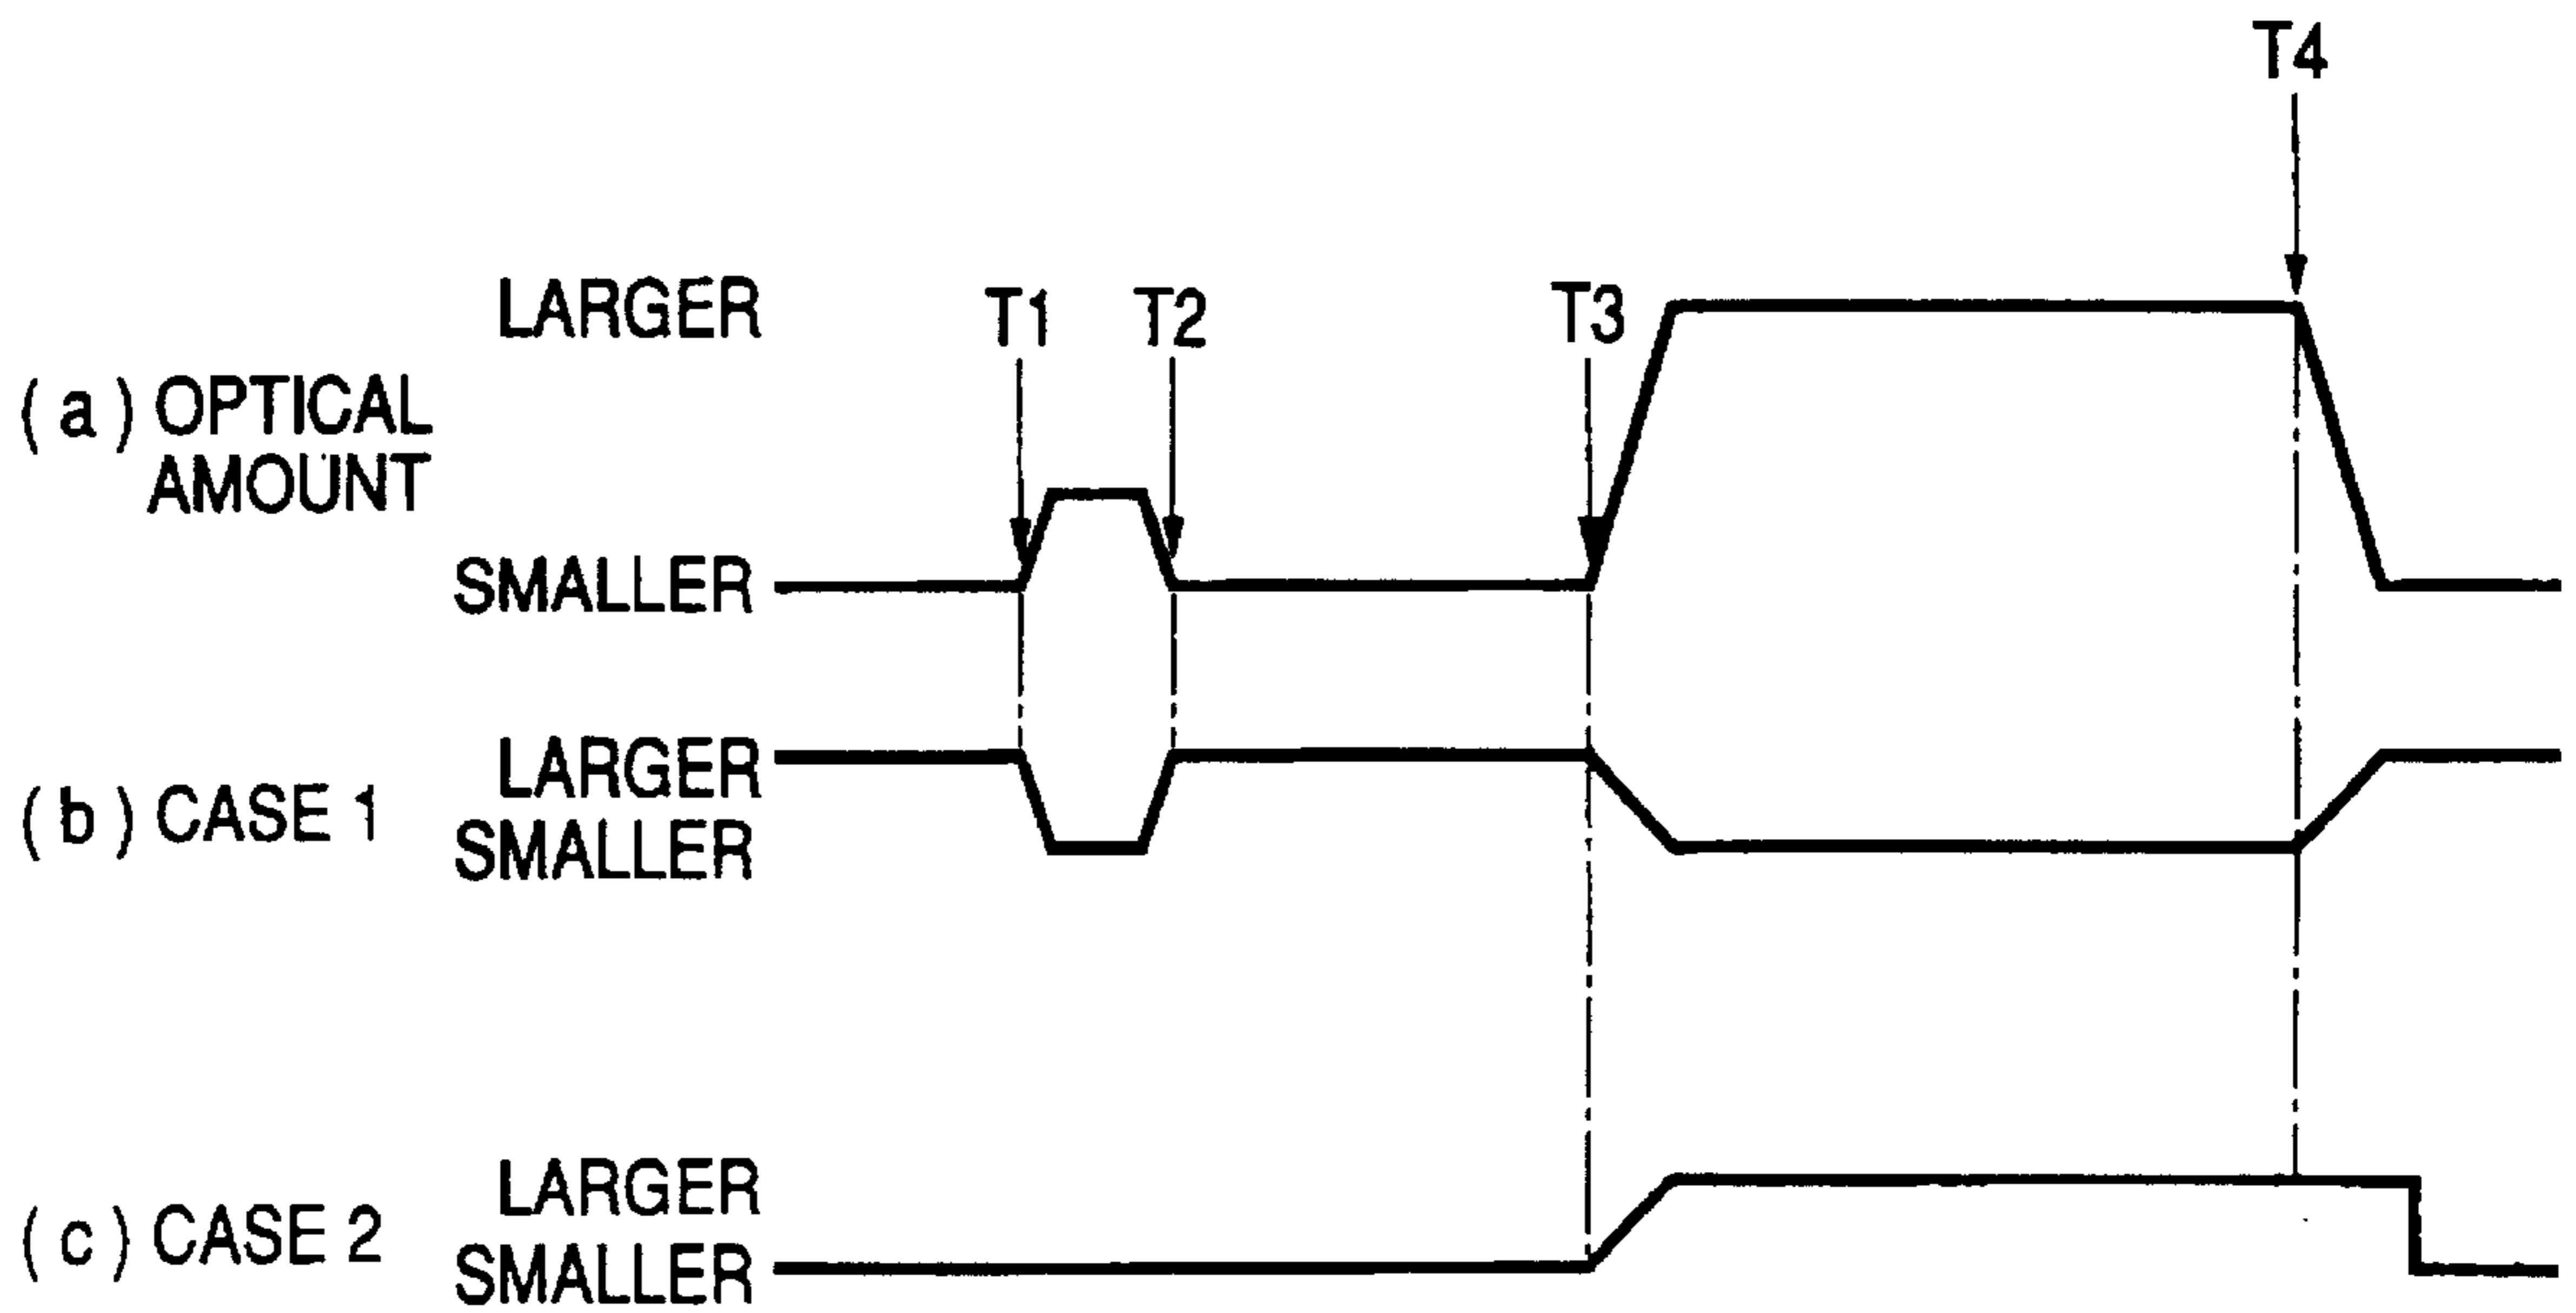 T4
LARGER
T1
T2
T3
( a ) OPTICAL
AMOUNT
SMALLER
LARGER
( b ) CASE 1
SMALLER
LARGER
( c ) CASE 2
SMALLER